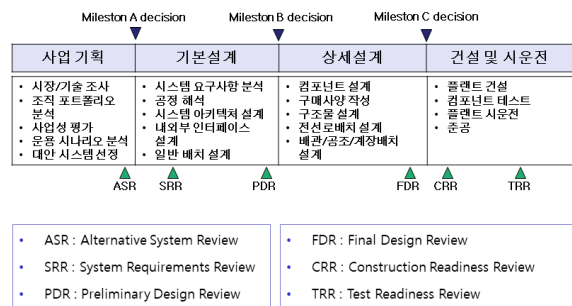 Mileston A decision
Mileston B decision
Mileston C decision
사업 기획
기본설계
상세설계
건설 및 시운전
• 시장/기술 조사
• 조직 포트폴리오
분석
• 사업성 평가
• 운용 시나리오 분석
• 대안 시스템 선정
• 시스템 요구사항 분석
• 공정 해석
• 시스템 아키텍처 설계
• 내외부 인터페이스
설계
• 일반 배치 설계
• 컴포넌트 설계
• 구매사양 작성
• 구조물 설계
• 전선로배치 설계
• 배관/공조/계장배치
설계
• 플랜트 건설
• 컴포넌트 테스트
• 플랜트 시운전
• 준공
ASR
SRR
PDR
FDR
CRR
TRR
• ASR : Alternative System Review
• SRR : System Requirements Review
• PDR : Preliminary Design Review
• FDR : Final Design Review
• CRR : Construction Readiness Review
• TRR : Test Readiness Review